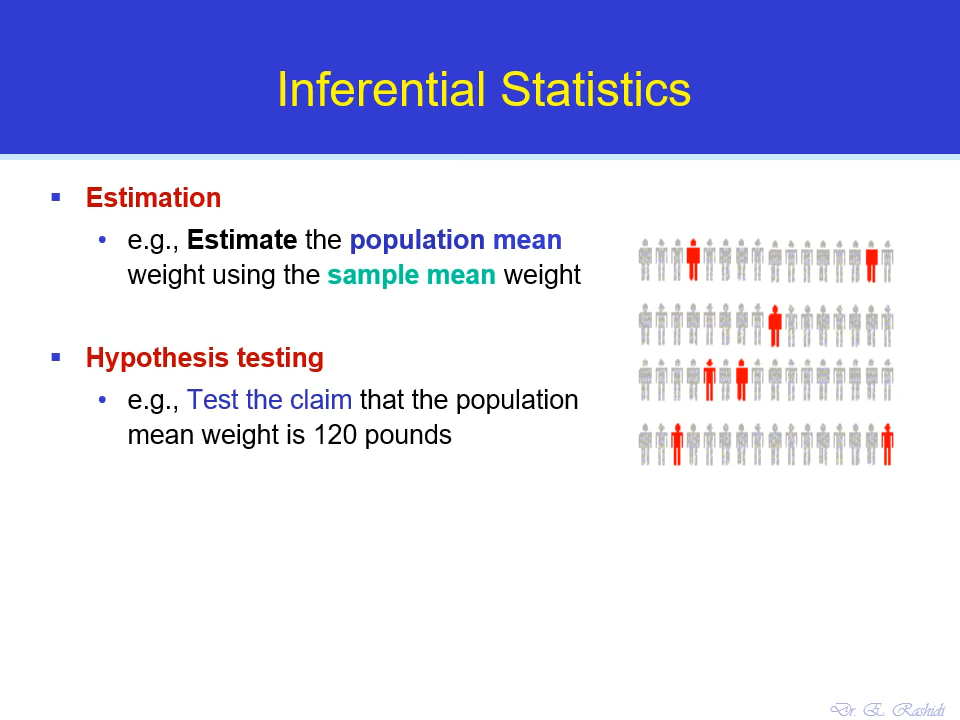 Inferential Statistics
▪ Estimation
• e.g., Estimate the population mean
weight using the sample mean weight
▪ Hypothesis testing
• e.g., Test the claim that the population
mean weight is 120 pounds
Dr. E. Rashidi